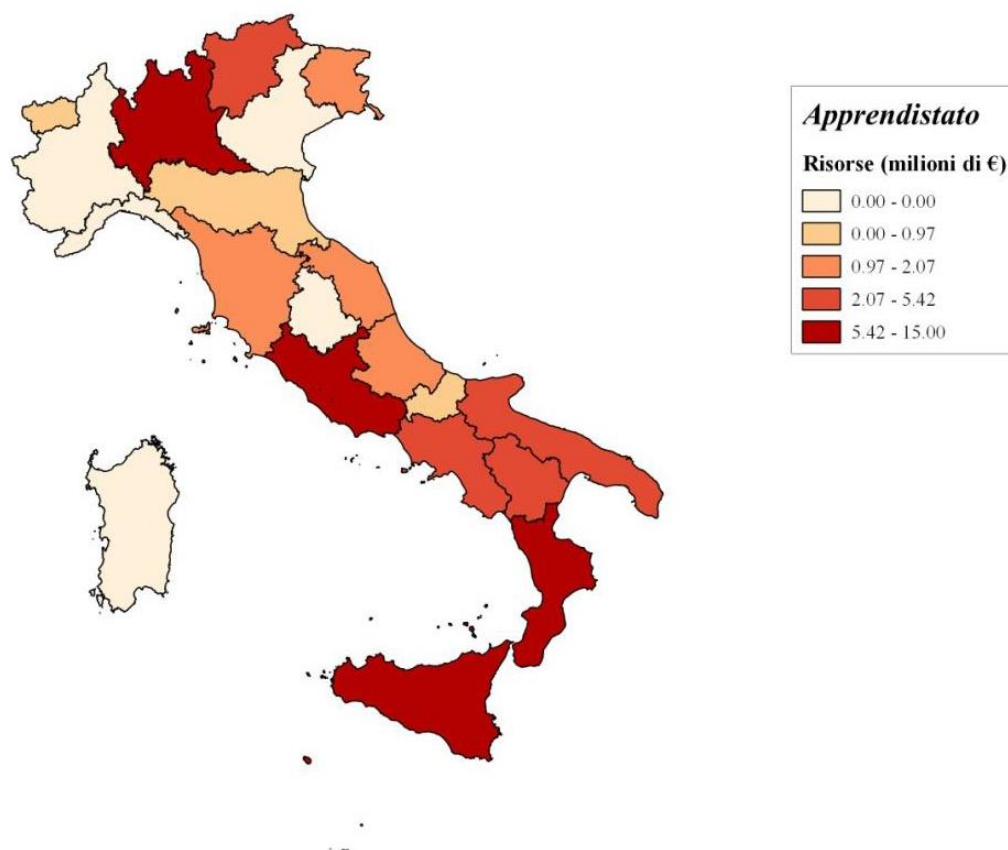 Apprendistato
Risorse (milioni di €)
0.00 - 0.00
0.00 - 0.97
0.97 - 2.07
2.07 - 5.42
5.42 - 15.00